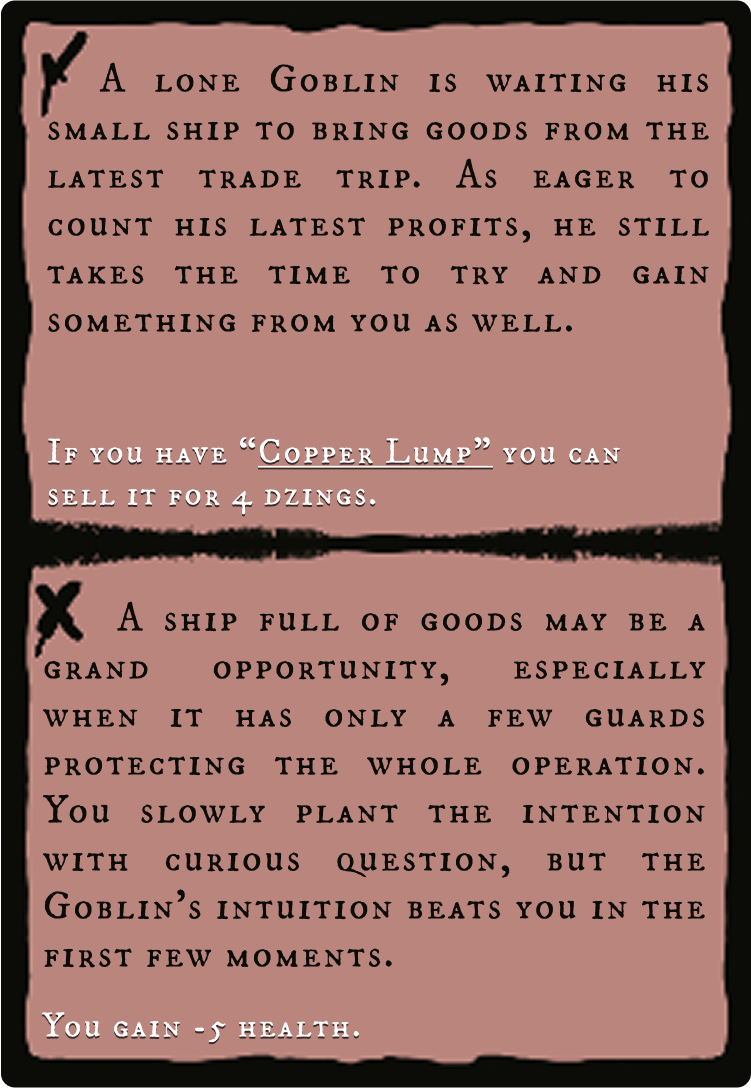 A lone Goblin is waiting his
small ship to bring goods from the
latest trade trip. As eager to
count his latest profits, he still
takes the time to try and gain
something from you as well.
If you have “Copper Lump” you can
sell it for 4 dzings.
A ship full of goods may be a
grand opportunity, especially
when it has only a few guards
protecting the whole operation.
You slowly plant the intention
with curious question, but the
Goblin’s intuition beats you in the
first few moments.
You gain -5 health.